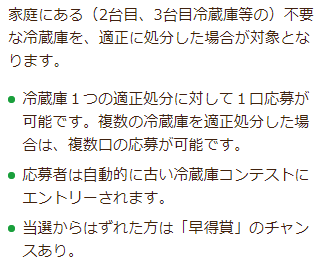 家庭にある（2台目、3台目冷蔵庫等の）不要
な冷蔵庫を、適正に処分した場合が対象とな
ります。
冷蔵庫１つの適正処分に対して１口応募が
可能です。複数の冷蔵庫を適正処分した場
合は、複数口の応募が可能です。
応募者は自動的に古い冷蔵庫コンテストに
エントリーされます。
当選からはずれた方は「早得賞」のチャン
スあり。